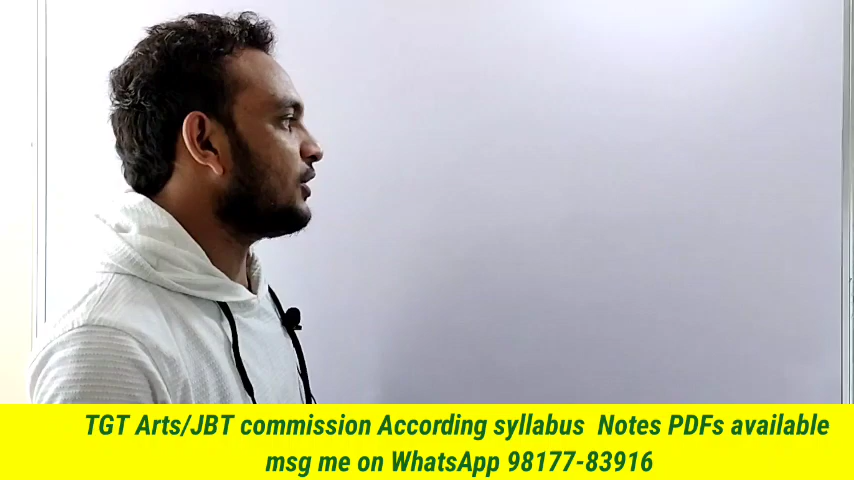 TGT Arts/JBT commission According syllabus Notes PDFs available
msg me on WhatsApp 98177-83916